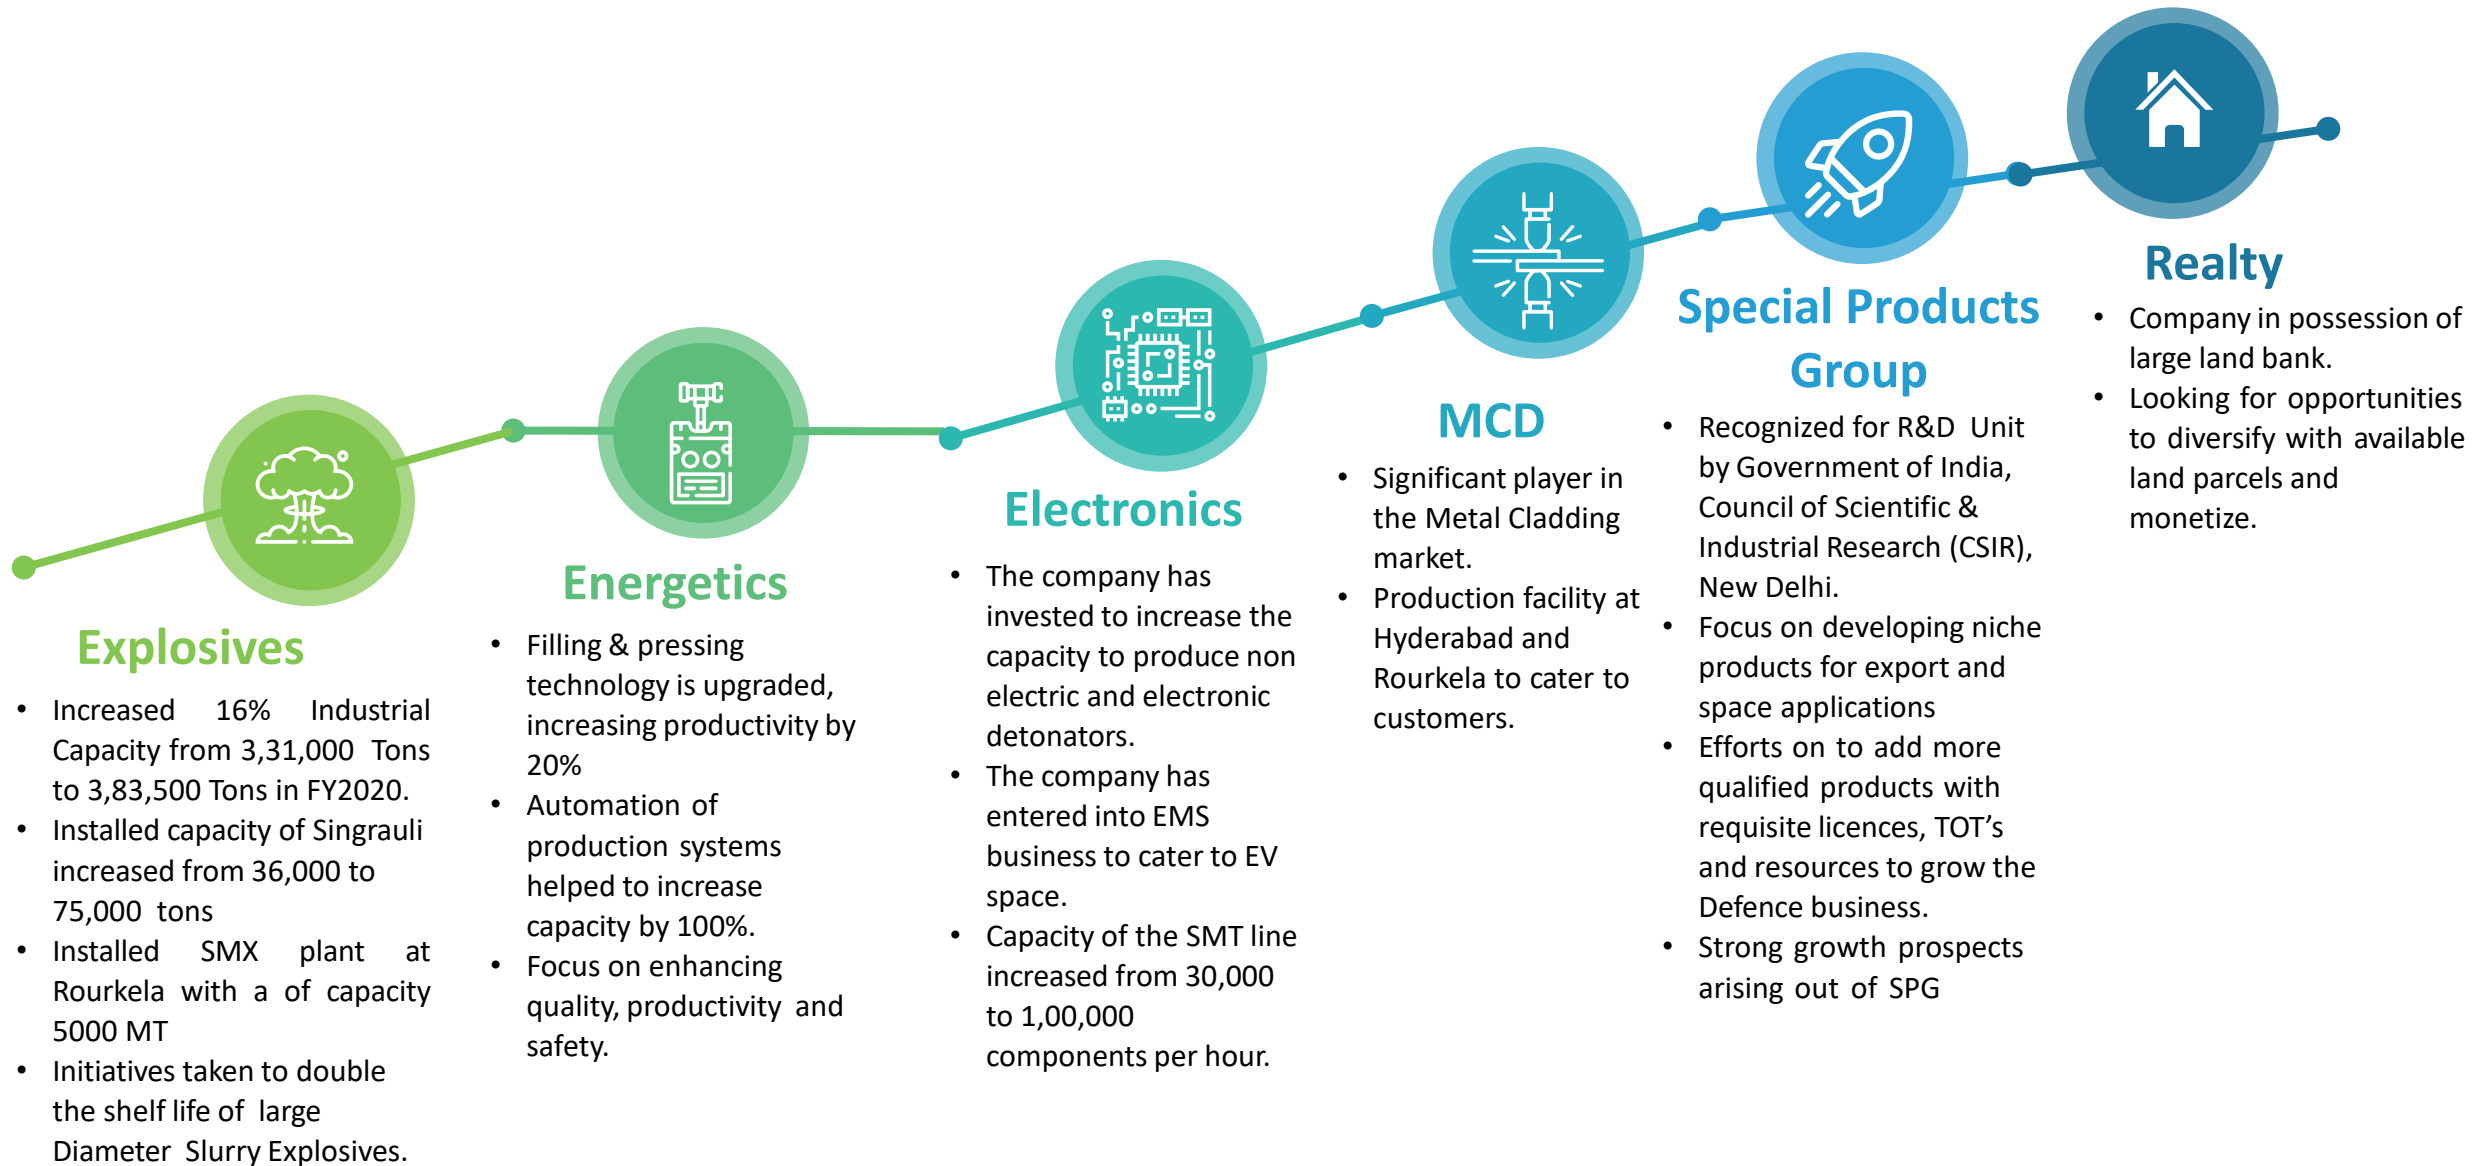 Explosives
• Increased 16% Industrial
Capacity from 3,31,000 Tons
to 3,83,500 Tons in FY2020.
• Installed capacity of Singrauli
increased from 36,000 to
75,000 tons
• Installed SMX plant at
Rourkela with a of capacity
5000 MT
• Initiatives taken to double
the shelf life of large
Diameter Slurry Explosives.
Energetics
• Filling & pressing
technology is upgraded,
increasing productivity by
20%
• Automation of
production systems
helped to increase
capacity by 100%.
• Focus on enhancing
quality, productivity and
safety.
Electronics
• The company has
invested to increase the
capacity to produce non
electric and electronic
detonators.
• The company has
entered into EMS
business to cater to EV
space.
• Capacity of the SMT line
increased from 30,000
to 1,00,000
components per hour.
MCD
• Significant player in
the Metal Cladding
market.
• Production facility at
Hyderabad and
Rourkela to cater to
customers.
Special Products
Group
• Recognized for R&D Unit
by Government of India,
Council of Scientific &
Industrial Research (CSIR),
New Delhi.
• Focus on developing niche
products for export and
space applications
• Efforts on to add more
qualified products with
requisite licences, TOT’s
and resources to grow the
Defence business.
• Strong growth prospects
arising out of SPG
Realty
• Company in possession of
large land bank.
• Looking for opportunities
to diversify with available
land parcels and
monetize.